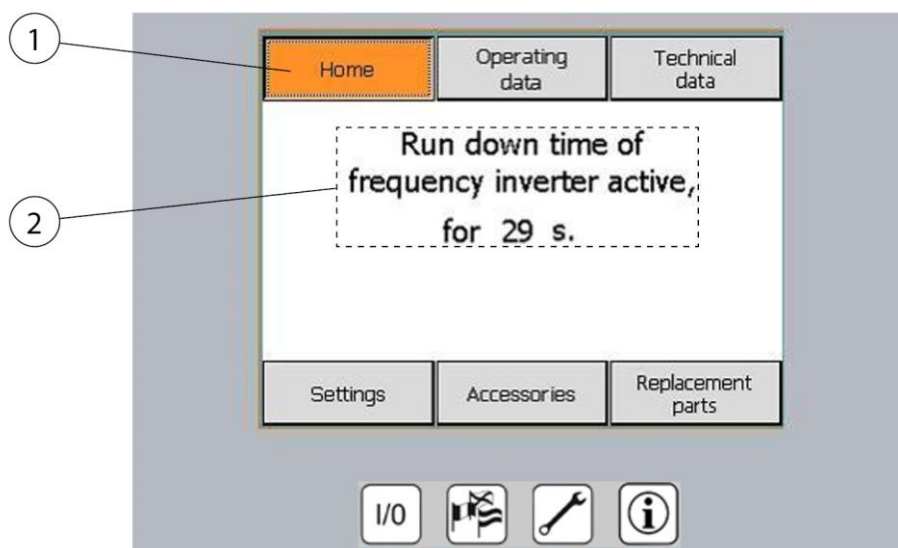 1
Home
Operating
data
Technical
data
Run down time of
frequency inverter active,
for 29 s.
2
Settings
Accessories
Replacement
parts
I/0
i